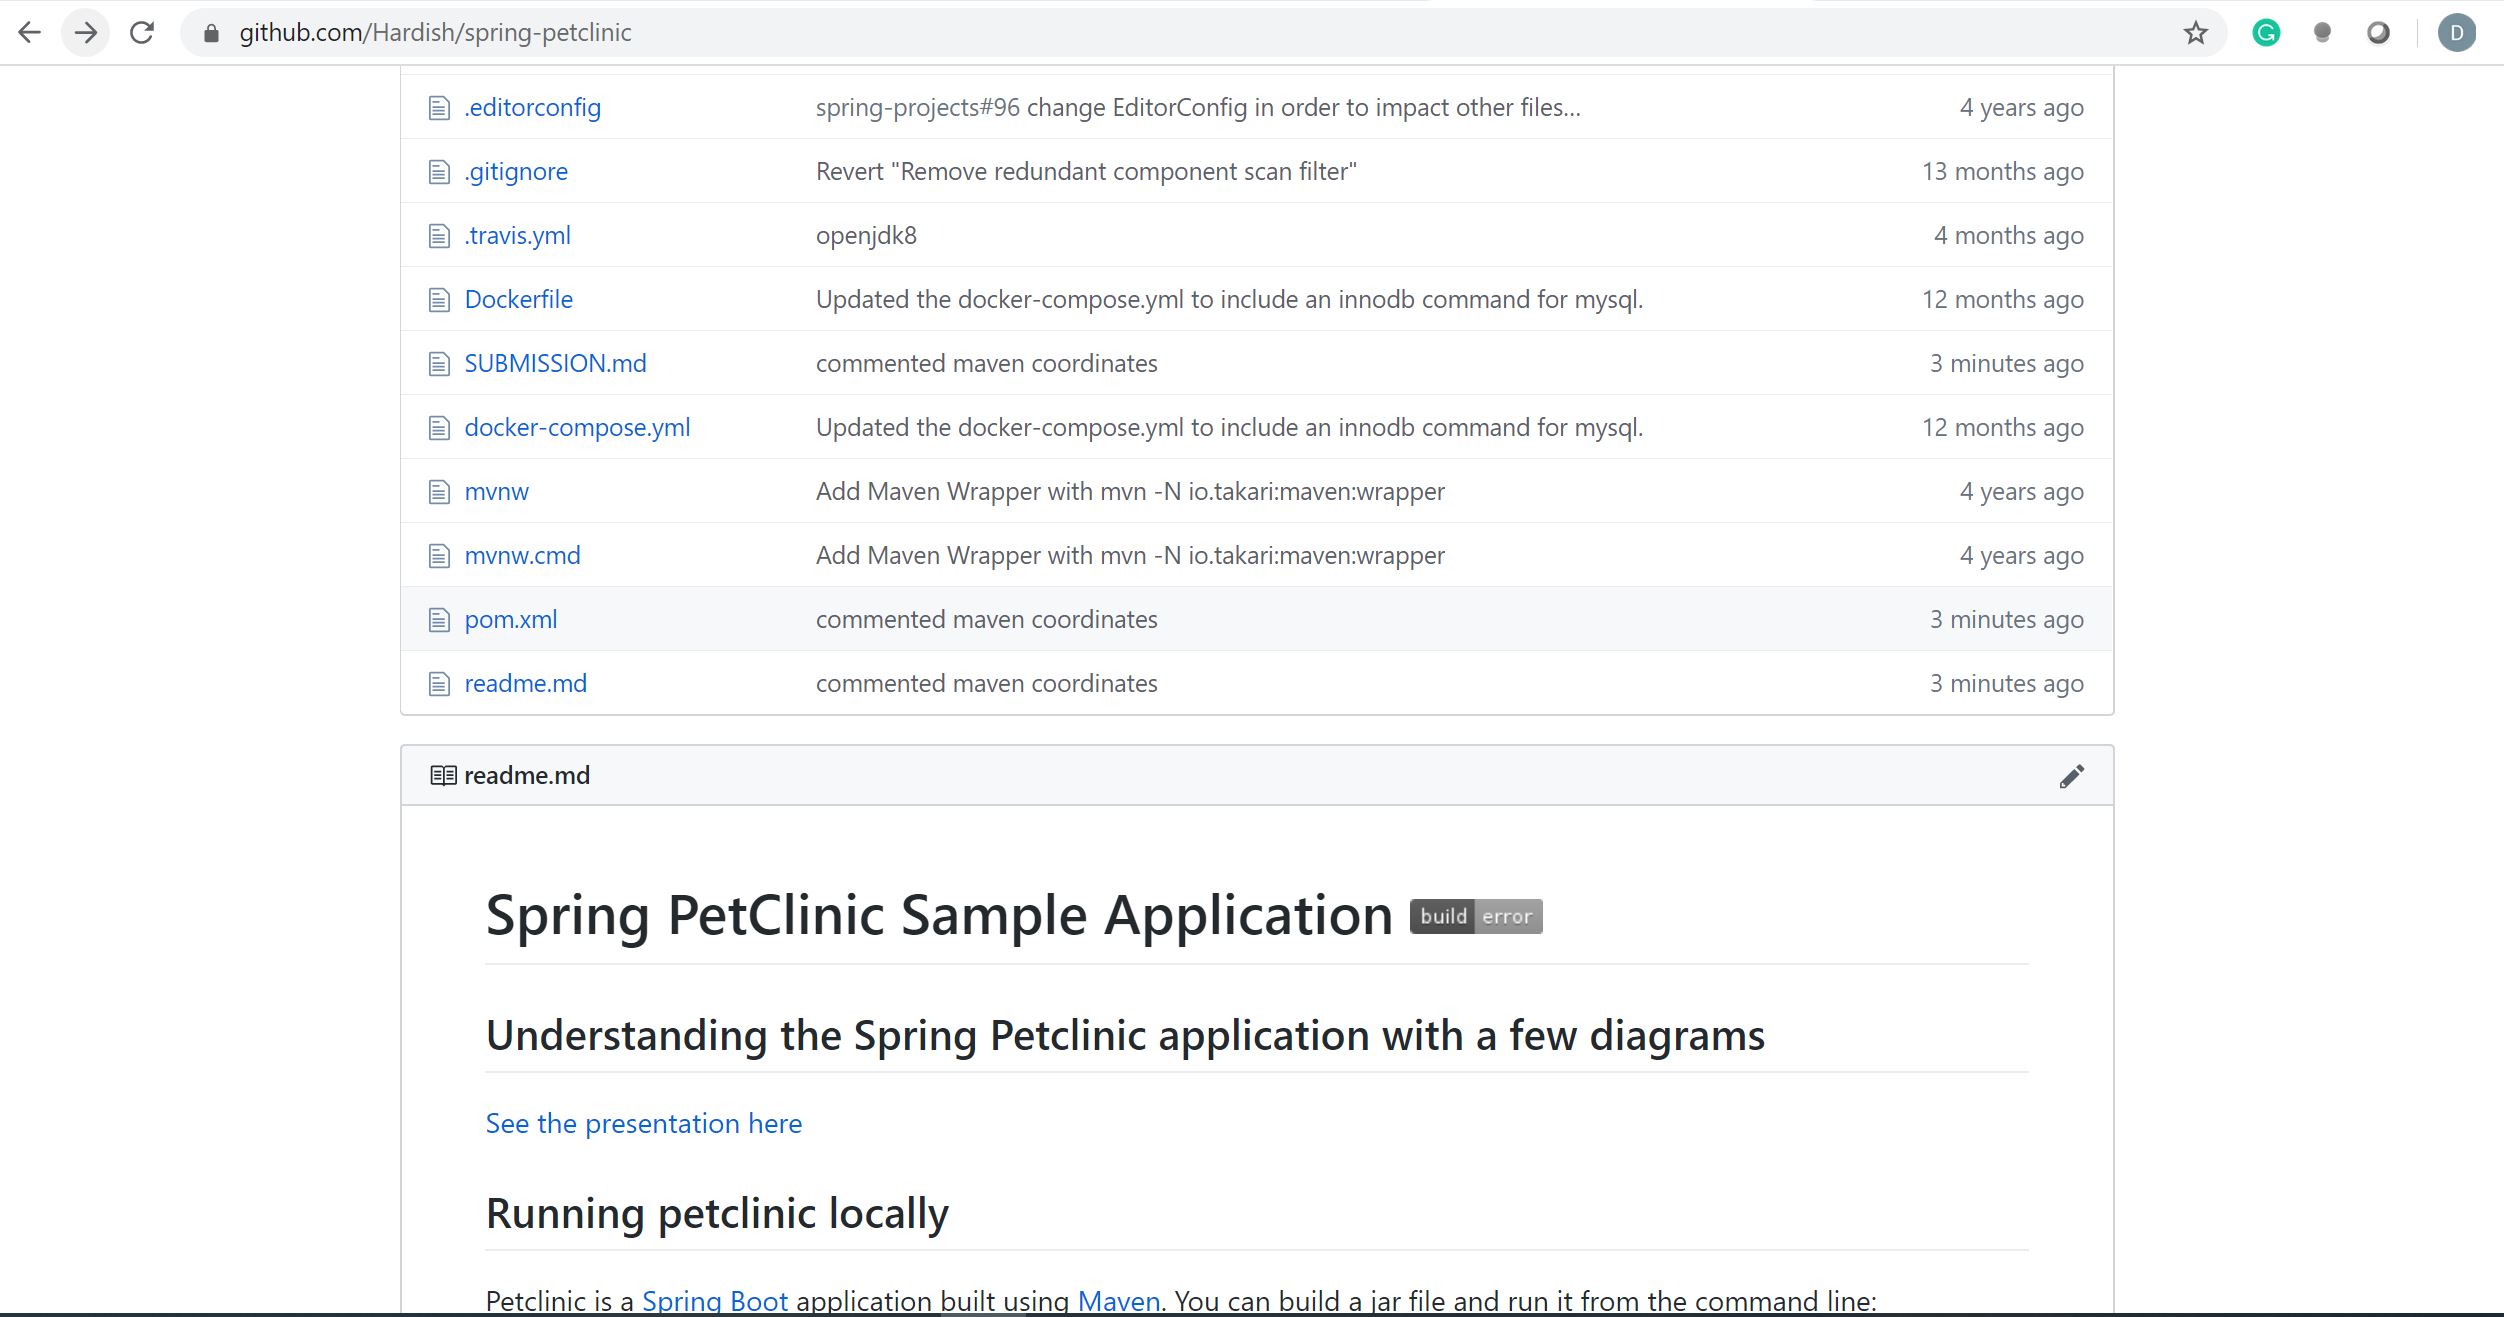 github.com/Hardish/spring-petclinic
G
D
.editorconfig spring-projects#96 change EditorConfig in order to impact other files... 4 years ago
.gitignore Revert "Remove redundant component scan filter" 13 months ago
.travis.yml openjdk8 4 months ago
Dockerfile Updated the docker-compose.yml to include an innodb command for mysql. 12 months ago
SUBMISSION.md commented maven coordinates 3 minutes ago
docker-compose.yml Updated the docker-compose.yml to include an innodb command for mysql. 12 months ago
mvnw Add Maven Wrapper with mvn -N io.takari:maven:wrapper 4 years ago
mvnw.cmd Add Maven Wrapper with mvn -N io.takari:maven:wrapper 4 years ago
pom.xml commented maven coordinates 3 minutes ago
readme.md commented maven coordinates 3 minutes ago
readme.md
Spring PetClinic Sample Application build error
Understanding the Spring Petclinic application with a few diagrams
See the presentation here
Running petclinic locally
Petclinic is a Spring Boot application built using Maven. You can build a jar file and run it from the command line: